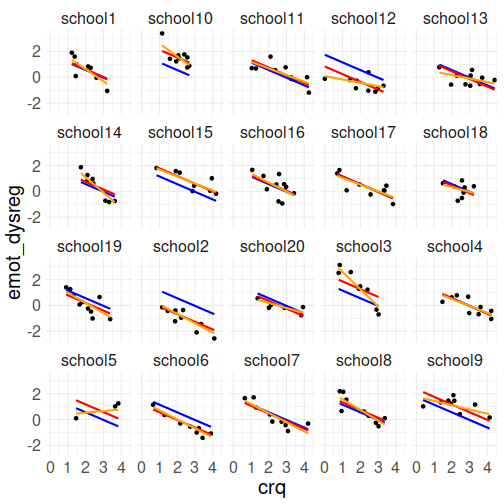 school1 school10 school11 school12 school13
2
0
-2
school14 school15 school16 school17 school18
2
0
-2
school19 school2 school20 school3 school4
2
0
-2
school5 school6 school7 school8 school9
2
0
-2
0 1 2 3 4 0 1 2 3 4 0 1 2 3 4 0 1 2 3 4 0 1 2 3 4
crq
emot_dysreg